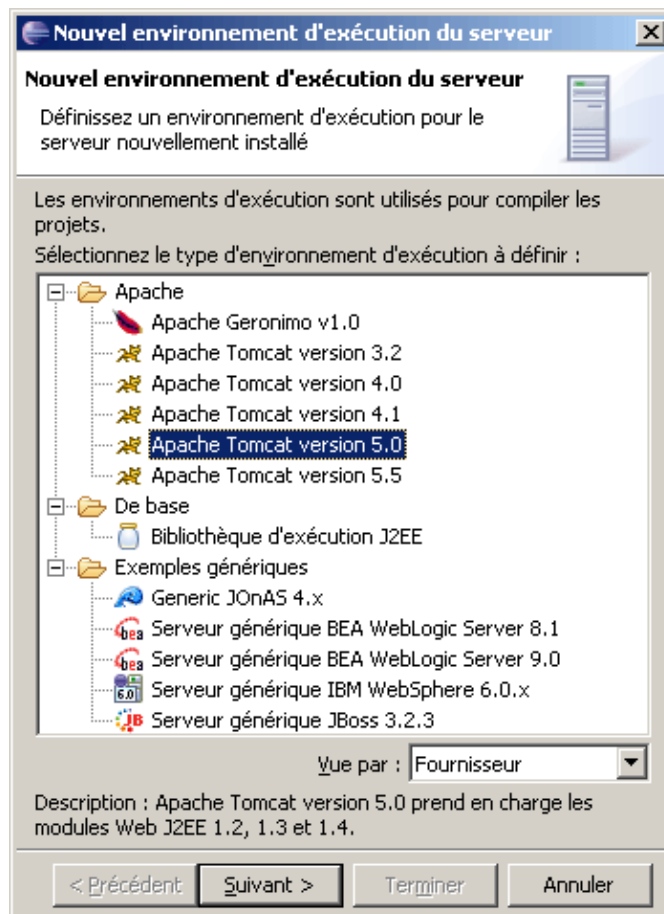 Nouvel environnement d'exécution du serveur
Nouvel environnement d'exécution du serveur
Définissez un environnement d'exécution pour le
serveur nouvellement installé
Les environnements d'exécution sont utilisés pour compiler les
projets.
Sélectionnez le type d'environnement d'exécution à définir :
Apache
Apache Geronimo v1.0
Apache Tomcat version 3.2
Apache Tomcat version 4.0
Apache Tomcat version 4.1
Apache Tomcat version 5.0
Apache Tomcat version 5.5
De base
Bibliothèque d'exécution J2EE
Exemples génériques
Generic JOnAS 4.x
bea Serveur générique BEA WebLogic Server 8.1
bea Serveur générique BEA WebLogic Server 9.0
6.0 Serveur générique IBM WebSphere 6.0.x
JB Serveur générique JBoss 3.2.3
Vue par : Fournisseur
Description : Apache Tomcat version 5.0 prend en charge les
modules Web J2EE 1.2, 1.3 et 1.4.
< Précédent Suivant > Terminer Annuler